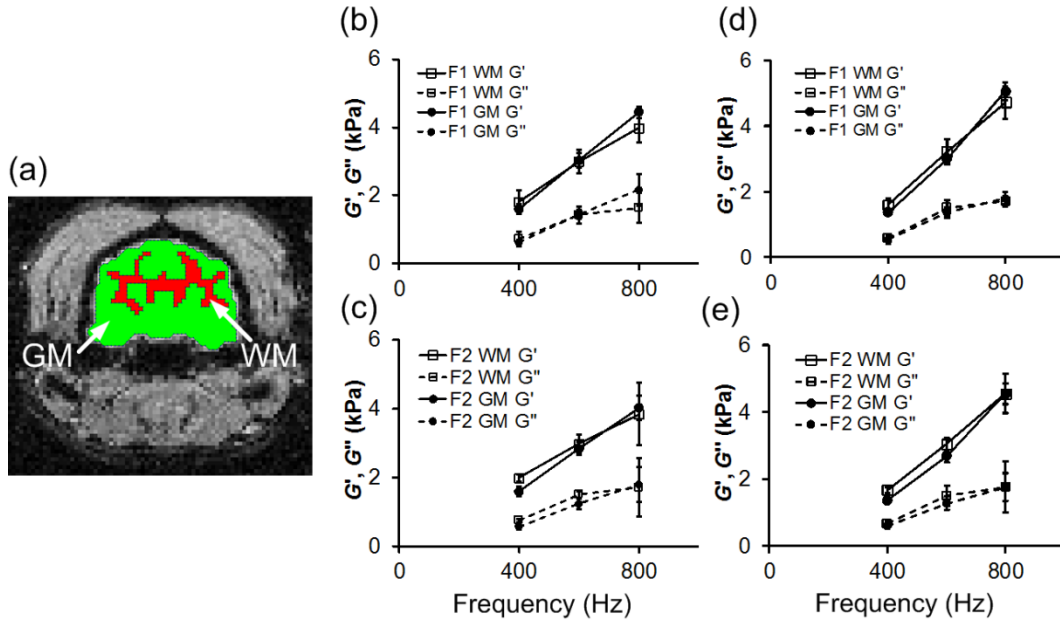 (a)
GM
WM
(b)
6
4
2
0
G', G" (kPa)
F1 WM G'
F1 WM G"
F1 GM G'
F1 GM G"
0
400
800
(c)
6
4
2
0
G', G" (kPa)
F2 WM G'
F2 WM G"
F2 GM G'
F2 GM G"
0
400
800
Frequency (Hz)
(d)
6
4
2
0
G', G" (kPa)
F1 WM G'
F1 WM G"
F1 GM G'
F1 GM G"
0
400
800
(e)
6
4
2
0
G', G" (kPa)
F2 WM G'
F2 WM G"
F2 GM G'
F2 GM G"
0
400
800
Frequency (Hz)